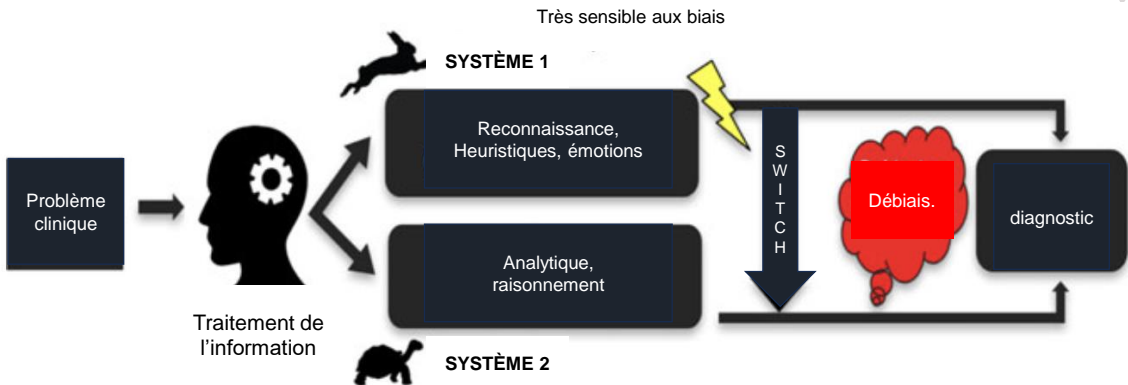 Très sensible aux biais
SYSTÈME 1
Reconnaissance,
Heuristiques, émotions
Problème
clinique
SWITCH
Débiais.
diagnostic
Analytique,
raisonnement
Traitement de
l’information
SYSTÈME 2